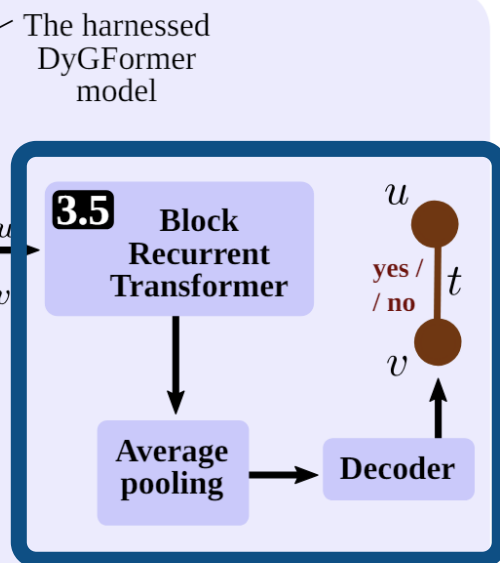 The harnessed
DyGFormer
model
3.5
Block
Recurrent
Transformer
u
yes /
/ no
t
v
Average
pooling
Decoder